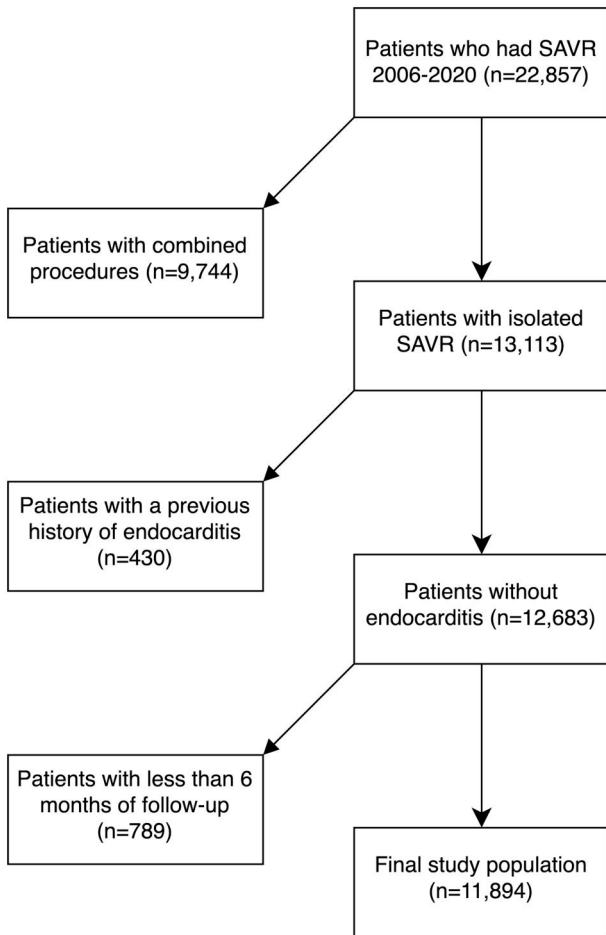 Patients who had SAVR
2006-2020 (n=22,857)
Patients with combined
procedures (n=9,744)
Patients with isolated
SAVR (n=13,113)
Patients with a previous
history of endocarditis
(n=430)
Patients without
endocarditis (n=12,683)
Patients with less than 6
months of follow-up
(n=789)
Final study population
(n=11,894)